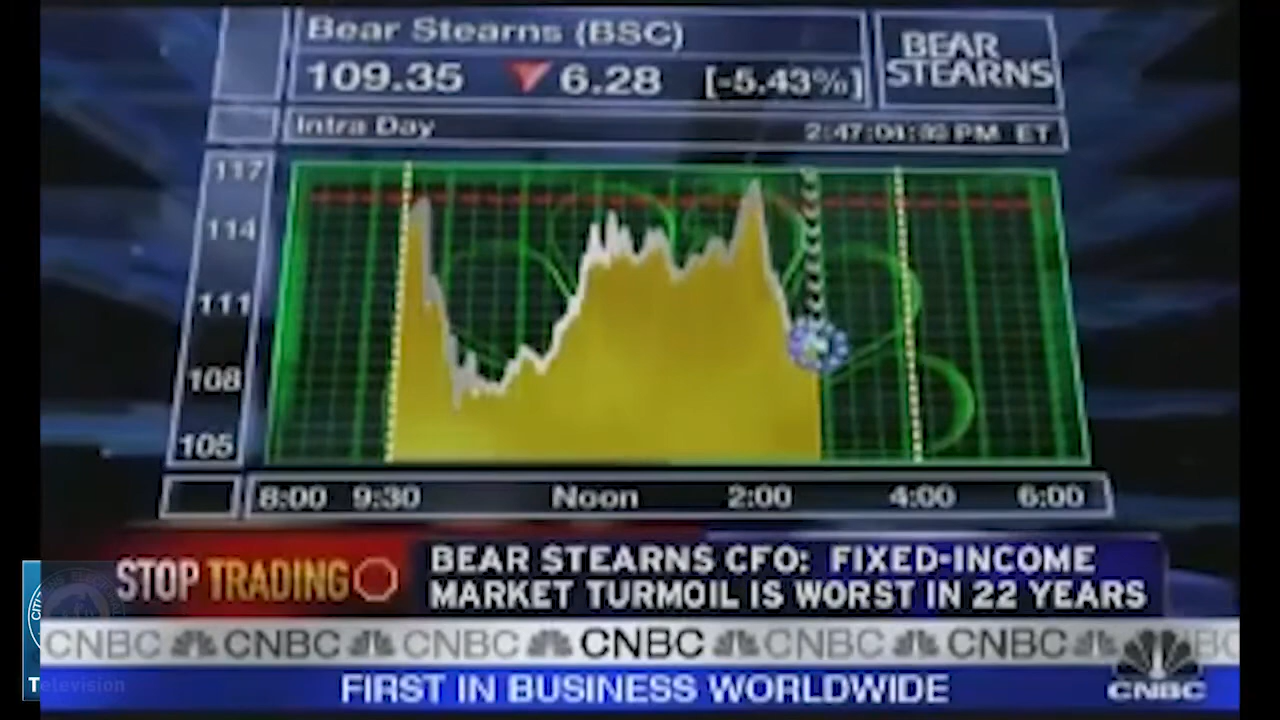 Bear Stearns (BSC)
109.35 6.28 [-5.43%]
BEAR
STEARNS
Intra Day
PM ET
117
114
111
108
105
8:00 9:30 Noon 2:00 4:00 6:00
STOP TRADING
BEAR STEARNS CFO: FIXED-INCOME
MARKET TURMOIL IS WORST IN 22 YEARS
CNBC CNBC CNBC CNBC CNBC CNBC
FIRST IN BUSINESS WORLDWIDE
CNBC
Television